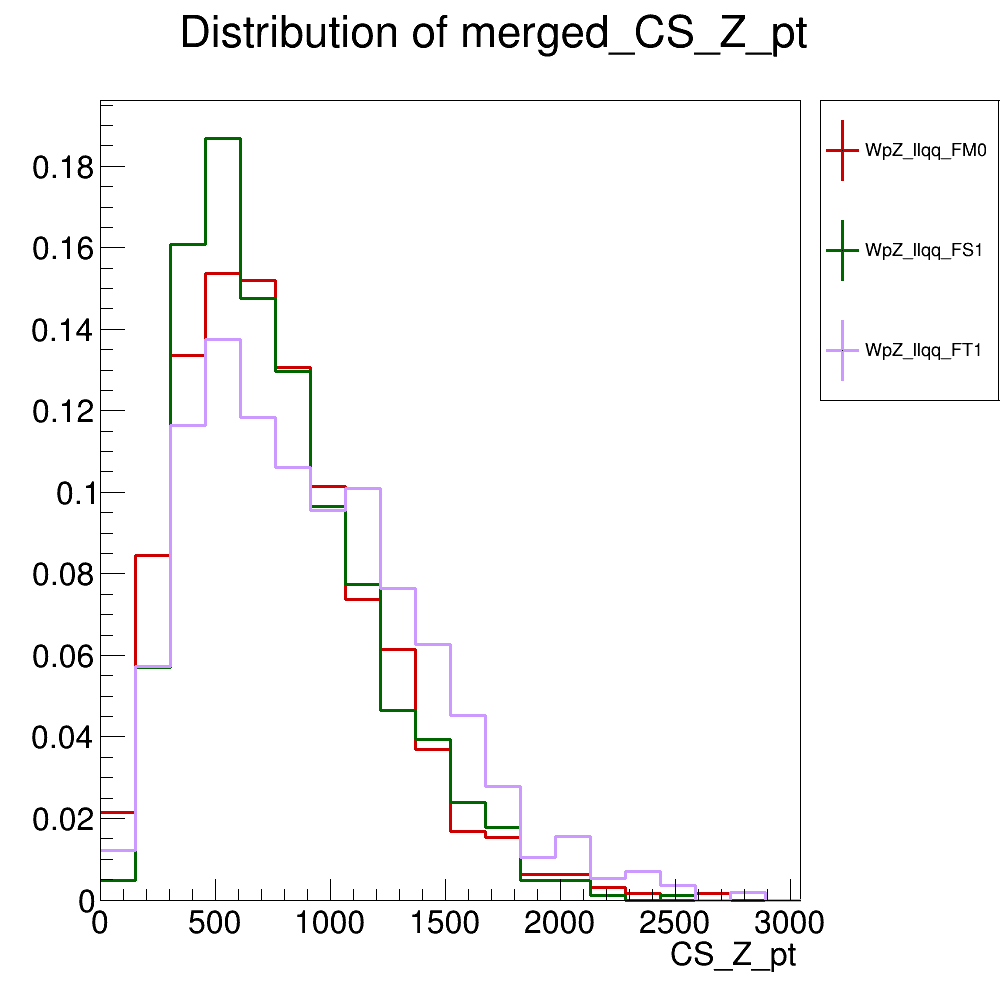 Distribution of merged_CS_Z_pt
0.18
0.16
0.14
0.12
0.1
0.08
0.06
0.04
0.02
0
0 500 1000 1500 2000 2500 3000
CS_Z_pt
WpZ_llqq_FM0
WpZ_llqq_FS1
WpZ_llqq_FT1